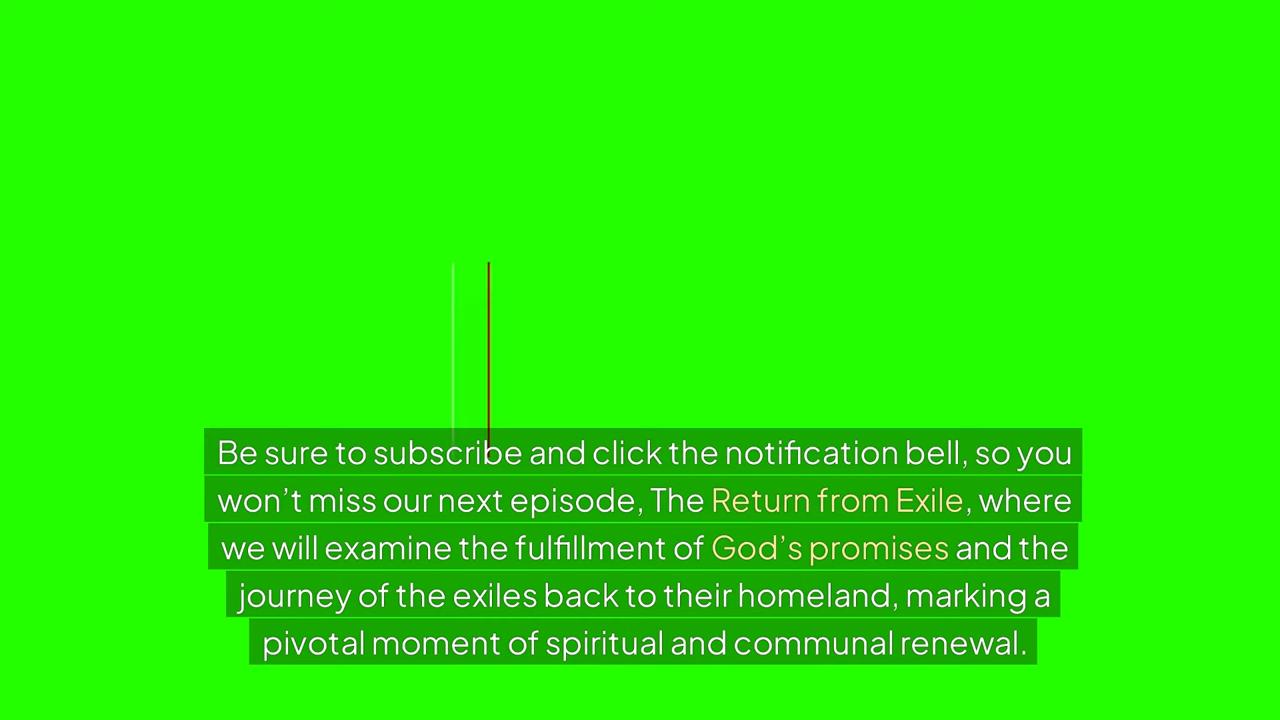 Be sure to subscribe and click the notification bell, so you
won’t miss our next episode, The Return from Exile, where
we will examine the fulfillment of God’s promises and the
journey of the exiles back to their homeland, marking a
pivotal moment of spiritual and communal renewal.